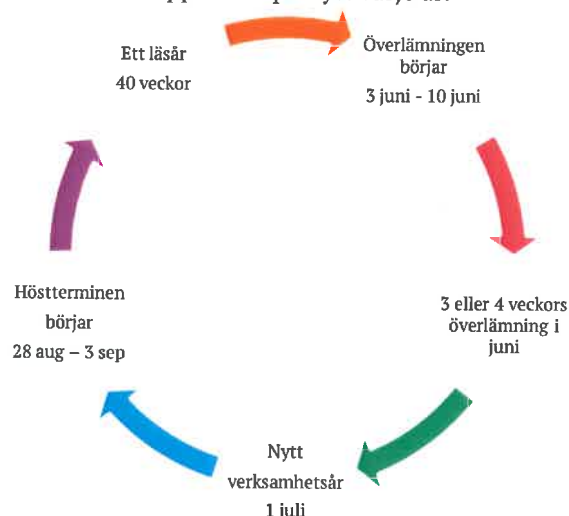 Ett läsår
40 veckor
Överlämningen
börjar
3 juni - 10 juni
3 eller 4 veckors
överlämning i
juni
Nytt
verksamhetsår
1 juli
Höstterminen
börjar
28 aug – 3 sep